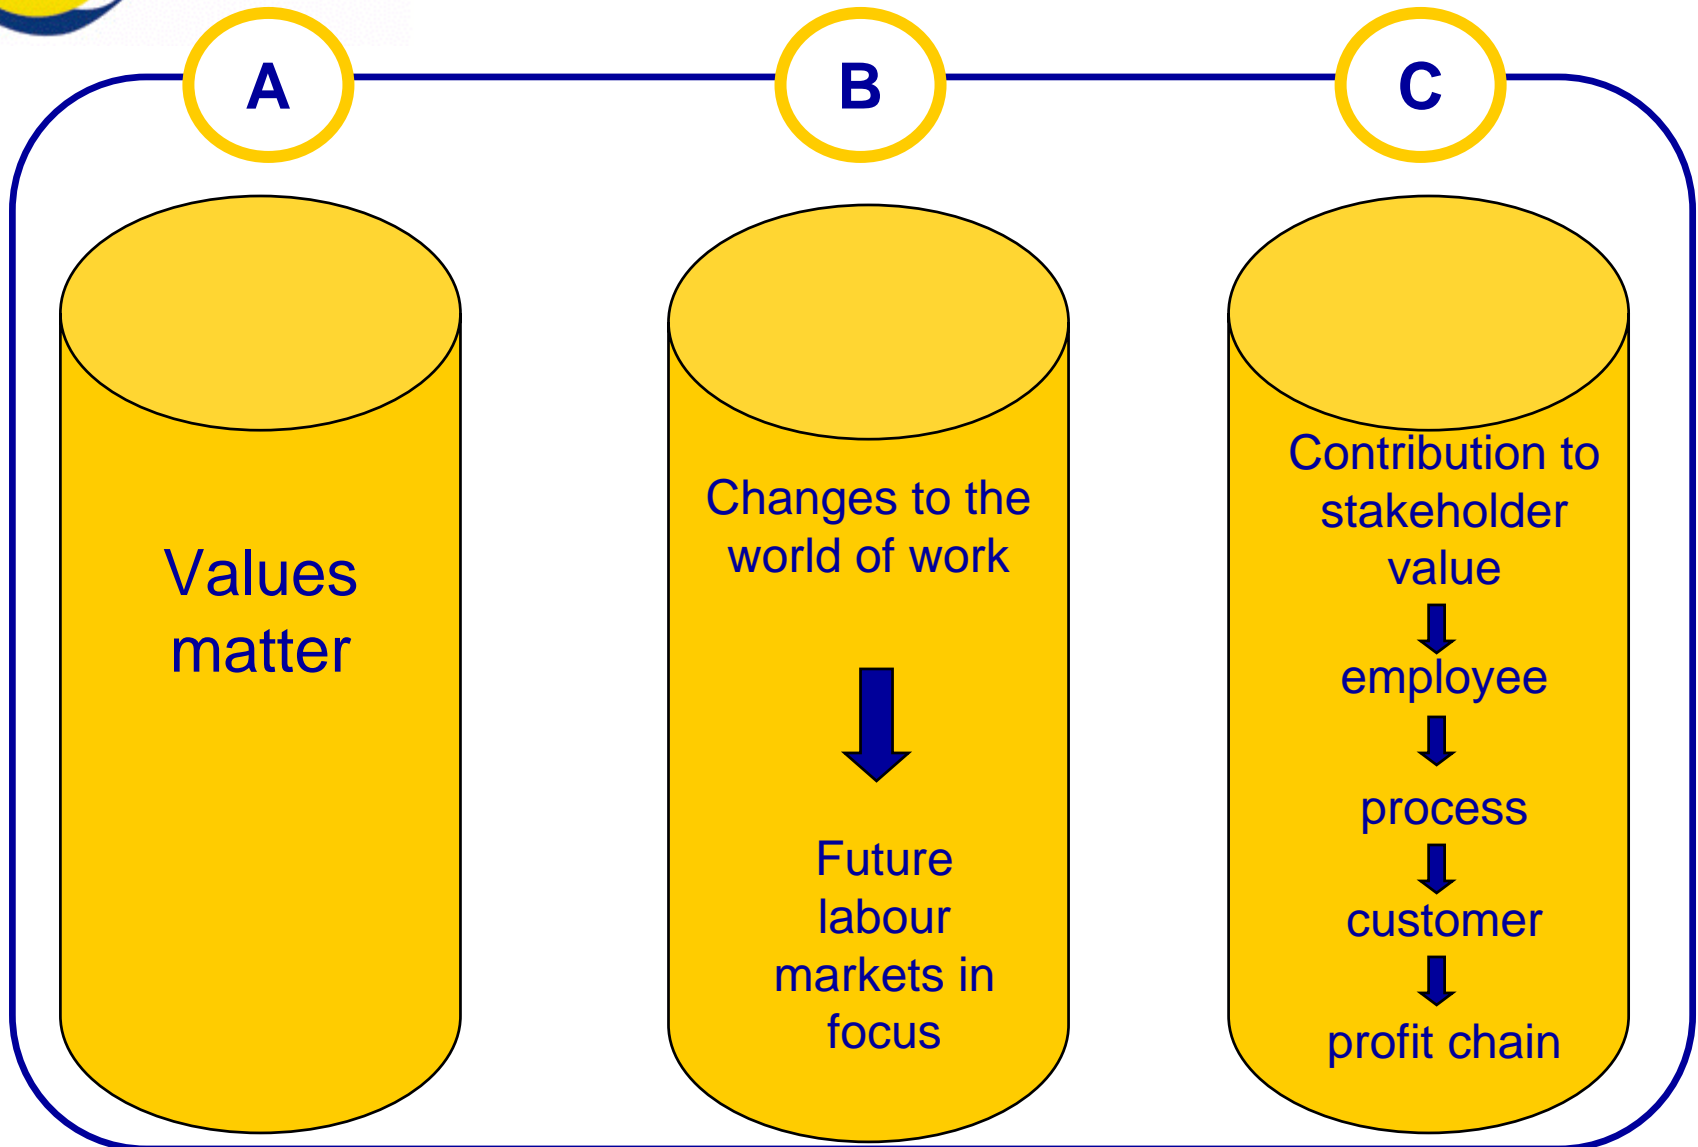 A
B
C
Values
matter
Changes to the
world of work
Future
labour
markets in
focus
Contribution to
stakeholder
value
employee
process
customer
profit chain